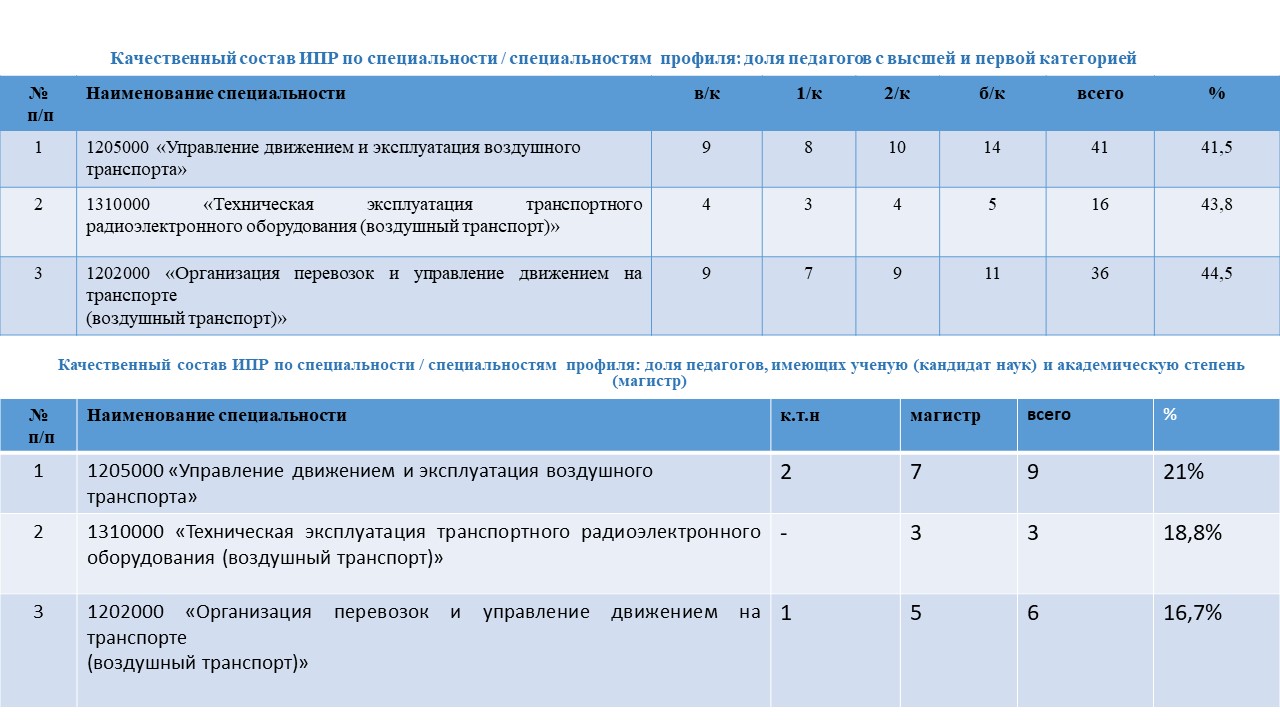 Качественный состав ИПР по специальности / специальностям профиля: доля педагогов с высшей и первой категорией
№ п/п Наименование специальности в/к 1/к 2/к б/к всего %
1 1205000 «Управление движением и эксплуатация воздушного
транспорта» 9 8 10 14 41 41,5
2 1310000 «Техническая эксплуатация транспортного
радиоэлектронного оборудования (воздушный транспорт)» 4 3 4 5 16 43,8
3 1202000 «Организация перевозок и управление движением на
транспорте
(воздушный транспорт)» 9 7 9 11 36 44,5
Качественный состав ИПР по специальности / специальностям профиля: доля педагогов, имеющих ученую (кандидат наук) и академическую степень
(магистр)
№ п/п Наименование специальности к.т.н магистр всего %
1 1205000 «Управление движением и эксплуатация воздушного
транспорта» 2 7 9 21%
2 1310000 «Техническая эксплуатация транспортного радиоэлектронного
оборудования (воздушный транспорт)» - 3 3 18,8%
3 1202000 «Организация перевозок и управление движением на
транспорте
(воздушный транспорт)» 1 5 6 16,7%